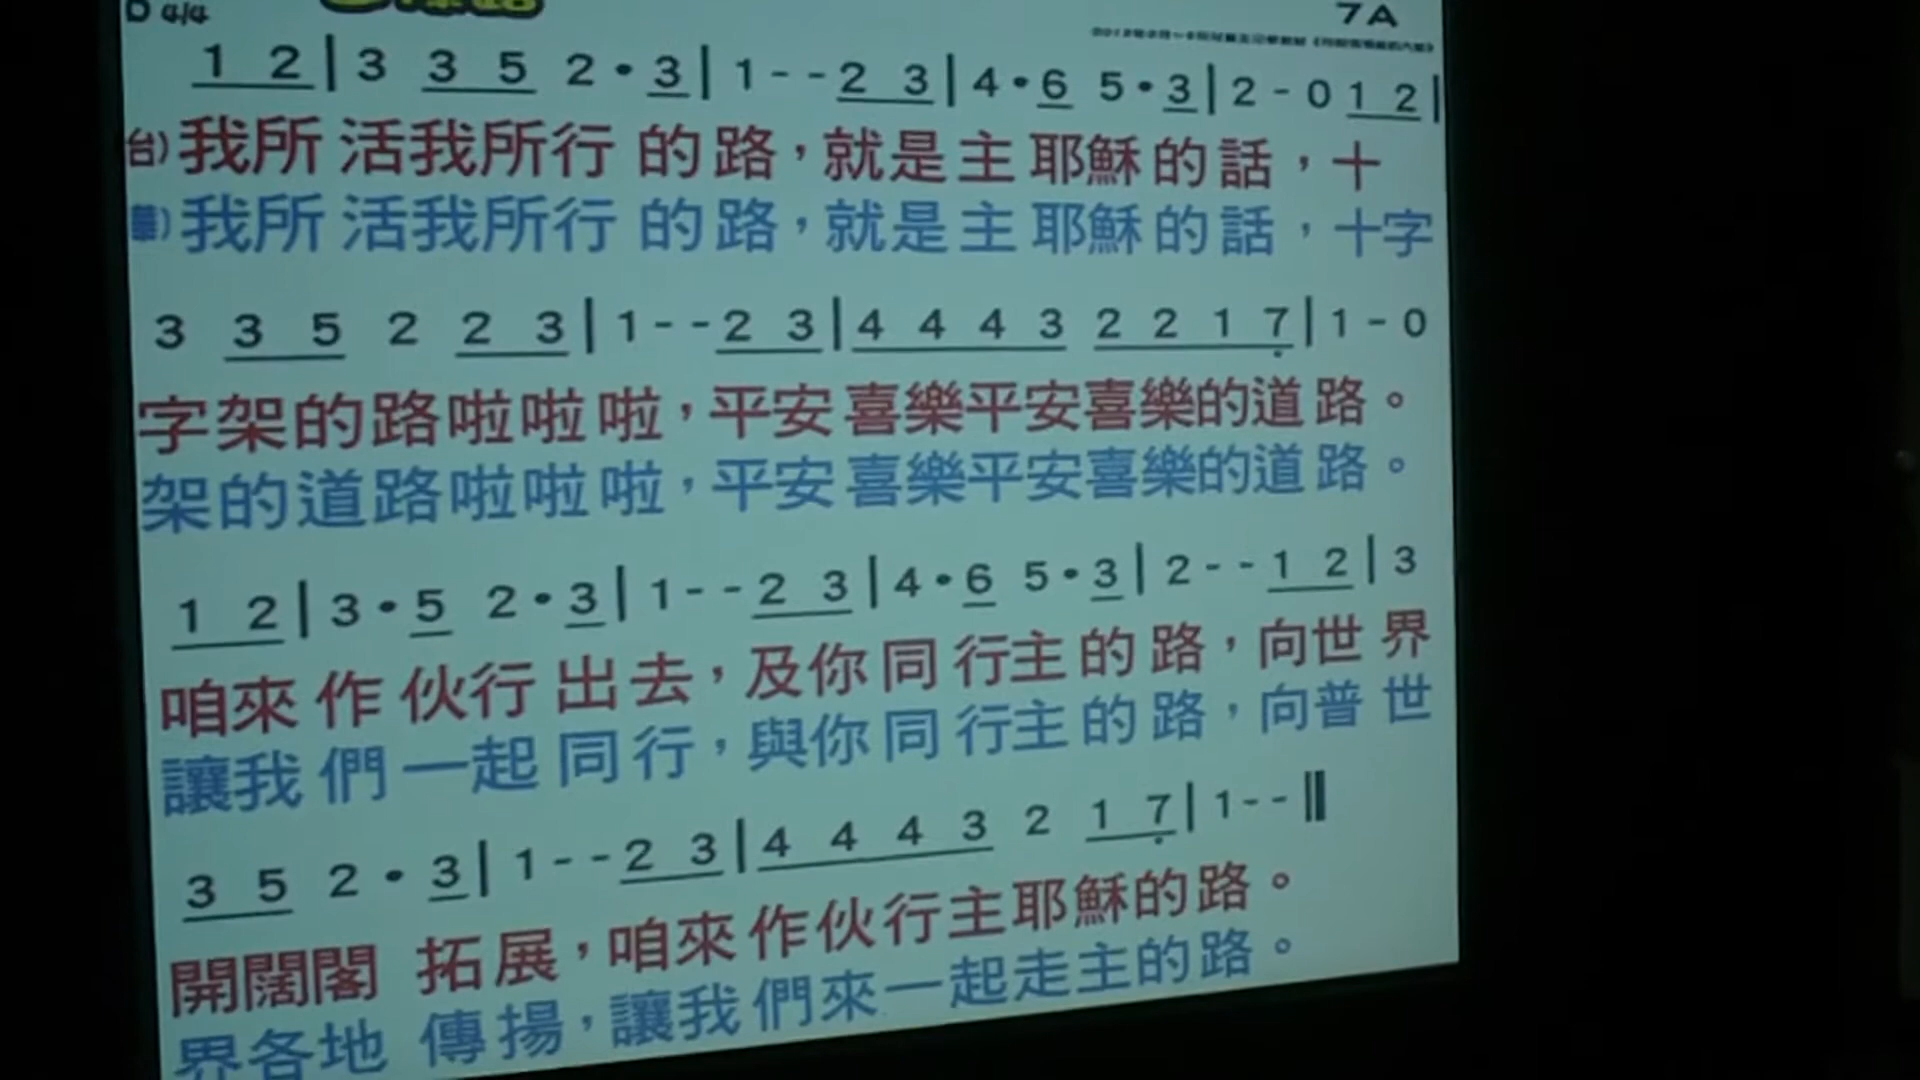 D 4/4
7A
1 2 | 3 3 5 2 • 3 | 1 - - 2 3 | 4 • 6 5 • 3 | 2 - 0 1 2 |
台) 我所 活我所行 的 路，就是主 耶穌的話，十
華) 我所 活我所行 的 路，就是主 耶穌的話，十字
3 3 5 2 2 3 | 1 - - 2 3 | 4 4 4 3 2 2 1 7̣ | 1 - 0
字架的路啦啦啦，平安喜樂平安喜樂的道路。
架的道路啦啦啦，平安喜樂平安喜樂的道路。
1 2 | 3 • 5 2 • 3 | 1 - - 2 3 | 4 • 6 5 • 3 | 2 - - 1 2 | 3
咱來 作 伙行 出去，及你同行主的路，向世界
讓我 們 一起 同行，與你同行主的路，向普世
3 5 2 • 3 | 1 - - 2 3 | 4 4 4 3 2 1 7̣ | 1 - - ‖
開闊闊 拓展，咱來作伙行主耶穌的路。
界各地 傳揚，讓我們來一起走主的路。